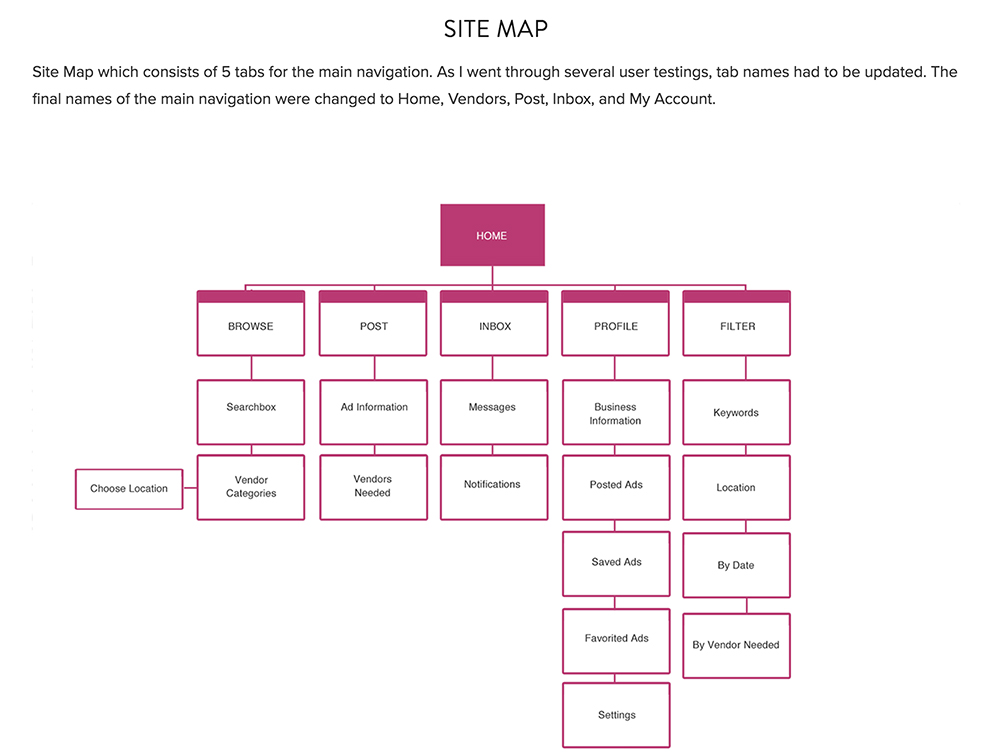 SITE MAP
Site Map which consists of 5 tabs for the main navigation. As I went through several user testings, tab names had to be updated. The
final names of the main navigation were changed to Home, Vendors, Post, Inbox, and My Account.
HOME
BROWSE
POST
INBOX
PROFILE
FILTER
Searchbox
Ad Information
Messages
Business
Information
Keywords
Choose Location
Vendor
Categories
Vendors
Needed
Notifications
Posted Ads
Location
Saved Ads
By Date
Favorited Ads
By Vendor Needed
Settings